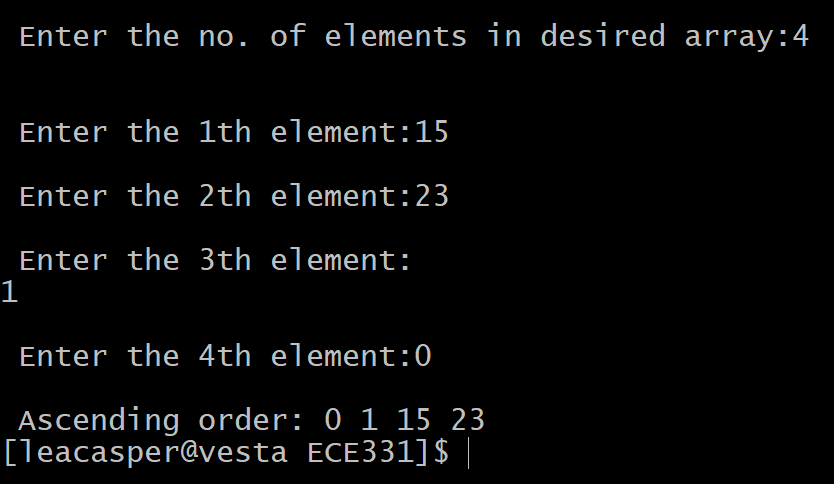 Enter the no. of elements in desired array:4
Enter the 1th element:15
Enter the 2th element:23
Enter the 3th element:
1
Enter the 4th element:0
Ascending order: 0 1 15 23
[leacasper@vesta ECE331]$